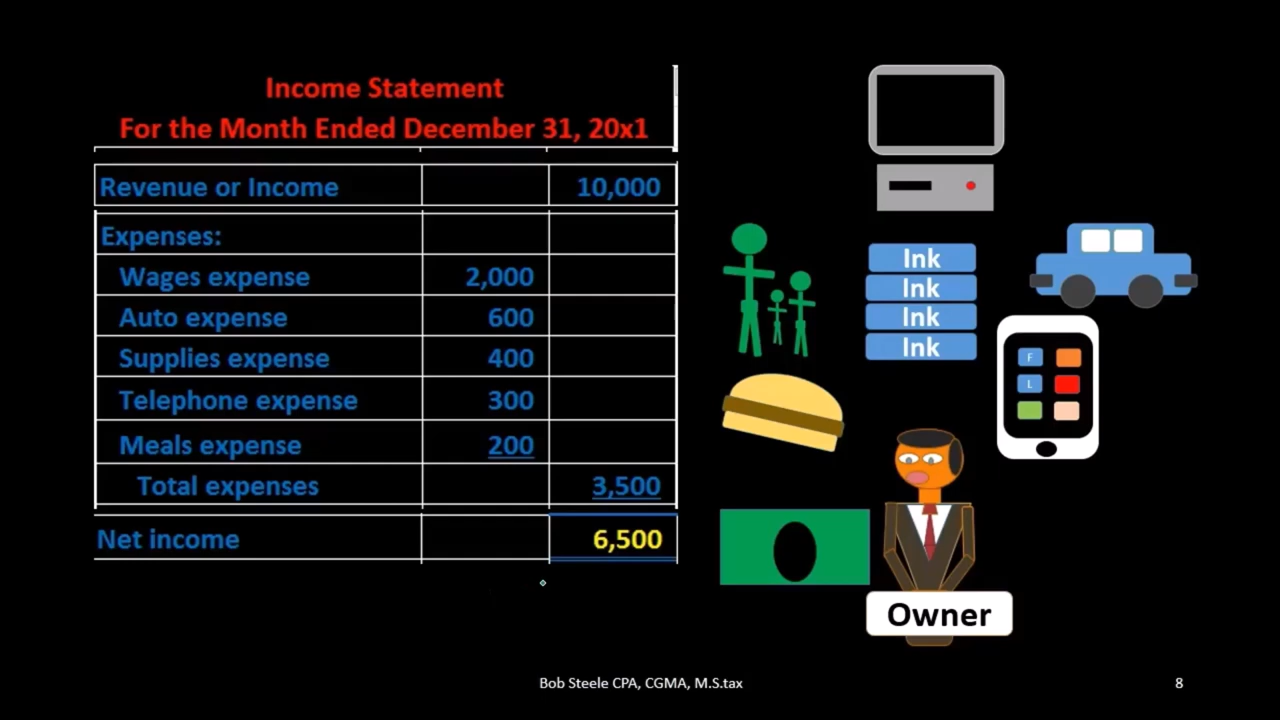 Income Statement
For the Month Ended December 31, 20x1
Revenue or Income 10,000
Expenses:
Wages expense 2,000
Auto expense 600
Supplies expense 400
Telephone expense 300
Meals expense 200
Total expenses 3,500
Net income 6,500
Ink
Ink
Ink
Ink
F
L
Owner
Bob Steele CPA, CGMA, M.S.tax
8